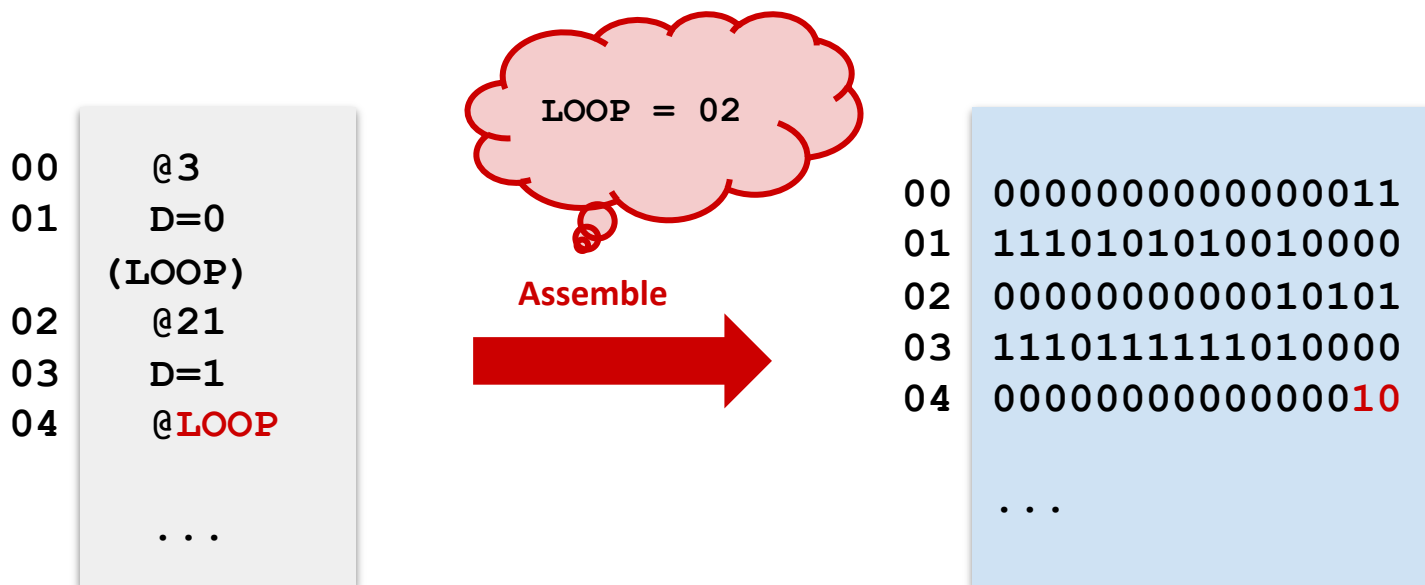 LOOP = 02
00 @3
01 D=0
(LOOP)
02 @21
03 D=1
04 @LOOP
...
Assemble
00 0000000000000011
01 1110101010010000
02 0000000000010101
03 1110111111010000
04 0000000000000010
...